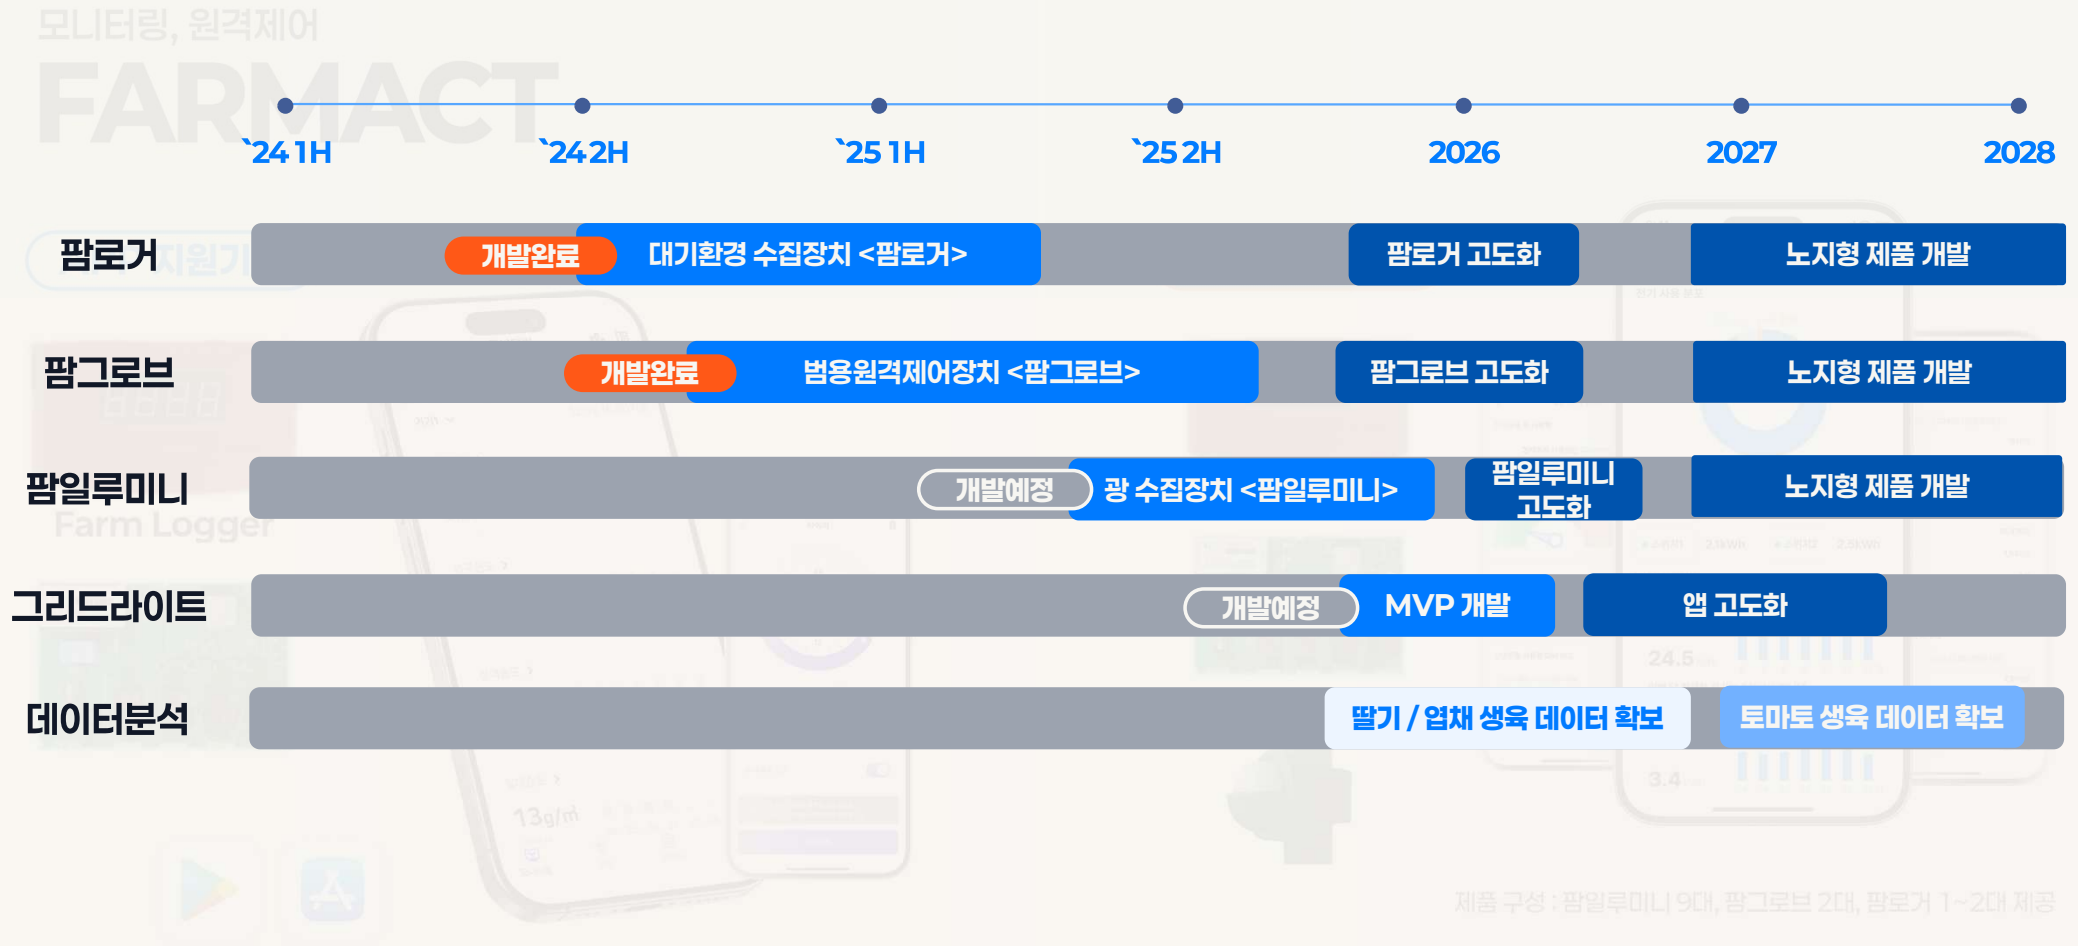 모니터링, 원격제어
FARMACT
`24 1H
`24 2H
`25 1H
`25 2H
2026
2027
2028
팜로거
지원기
개발완료
대기환경 수집장치 <팜로거>
팜로거 고도화
노지형 제품 개발
팜그로브
개발완료
범용원격제어장치 <팜그로브>
팜그로브 고도화
노지형 제품 개발
팜일루미니
개발예정
광 수집장치 <팜일루미니>
팜일루미니
고도화
노지형 제품 개발
Farm Logger
그리드라이트
개발예정
MVP 개발
앱 고도화
24.5
데이터분석
딸기 / 엽채 생육 데이터 확보
토마토 생육 데이터 확보
3.4
13g/㎥
제품 구성 : 팜일루미니 9대, 팜그로브 2대, 팜로거 1~2대 제공